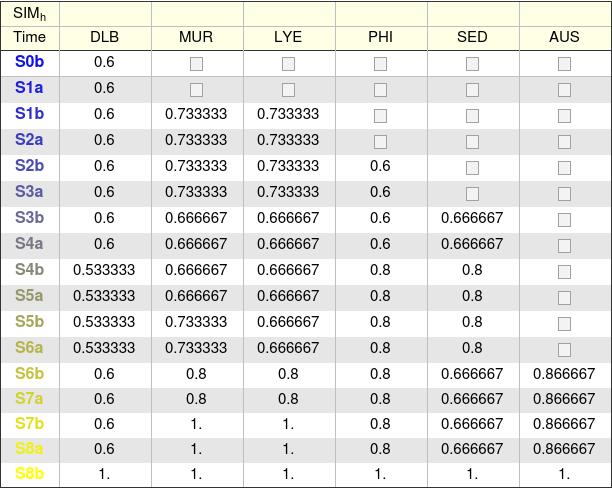 SIMh
Time DLB MUR LYE PHI SED AUS
S0b 0.6
S1a 0.6
S1b 0.6 0.733333 0.733333
S2a 0.6 0.733333 0.733333
S2b 0.6 0.733333 0.733333 0.6
S3a 0.6 0.733333 0.733333 0.6
S3b 0.6 0.666667 0.666667 0.6 0.666667
S4a 0.6 0.666667 0.666667 0.6 0.666667
S4b 0.533333 0.666667 0.666667 0.8 0.8
S5a 0.533333 0.666667 0.666667 0.8 0.8
S5b 0.533333 0.733333 0.666667 0.8 0.8
S6a 0.533333 0.733333 0.666667 0.8 0.8
S6b 0.6 0.8 0.8 0.8 0.666667 0.866667
S7a 0.6 0.8 0.8 0.8 0.666667 0.866667
S7b 0.6 1. 1. 0.8 0.666667 0.866667
S8a 0.6 1. 1. 0.8 0.666667 0.866667
S8b 1. 1. 1. 1. 1. 1.